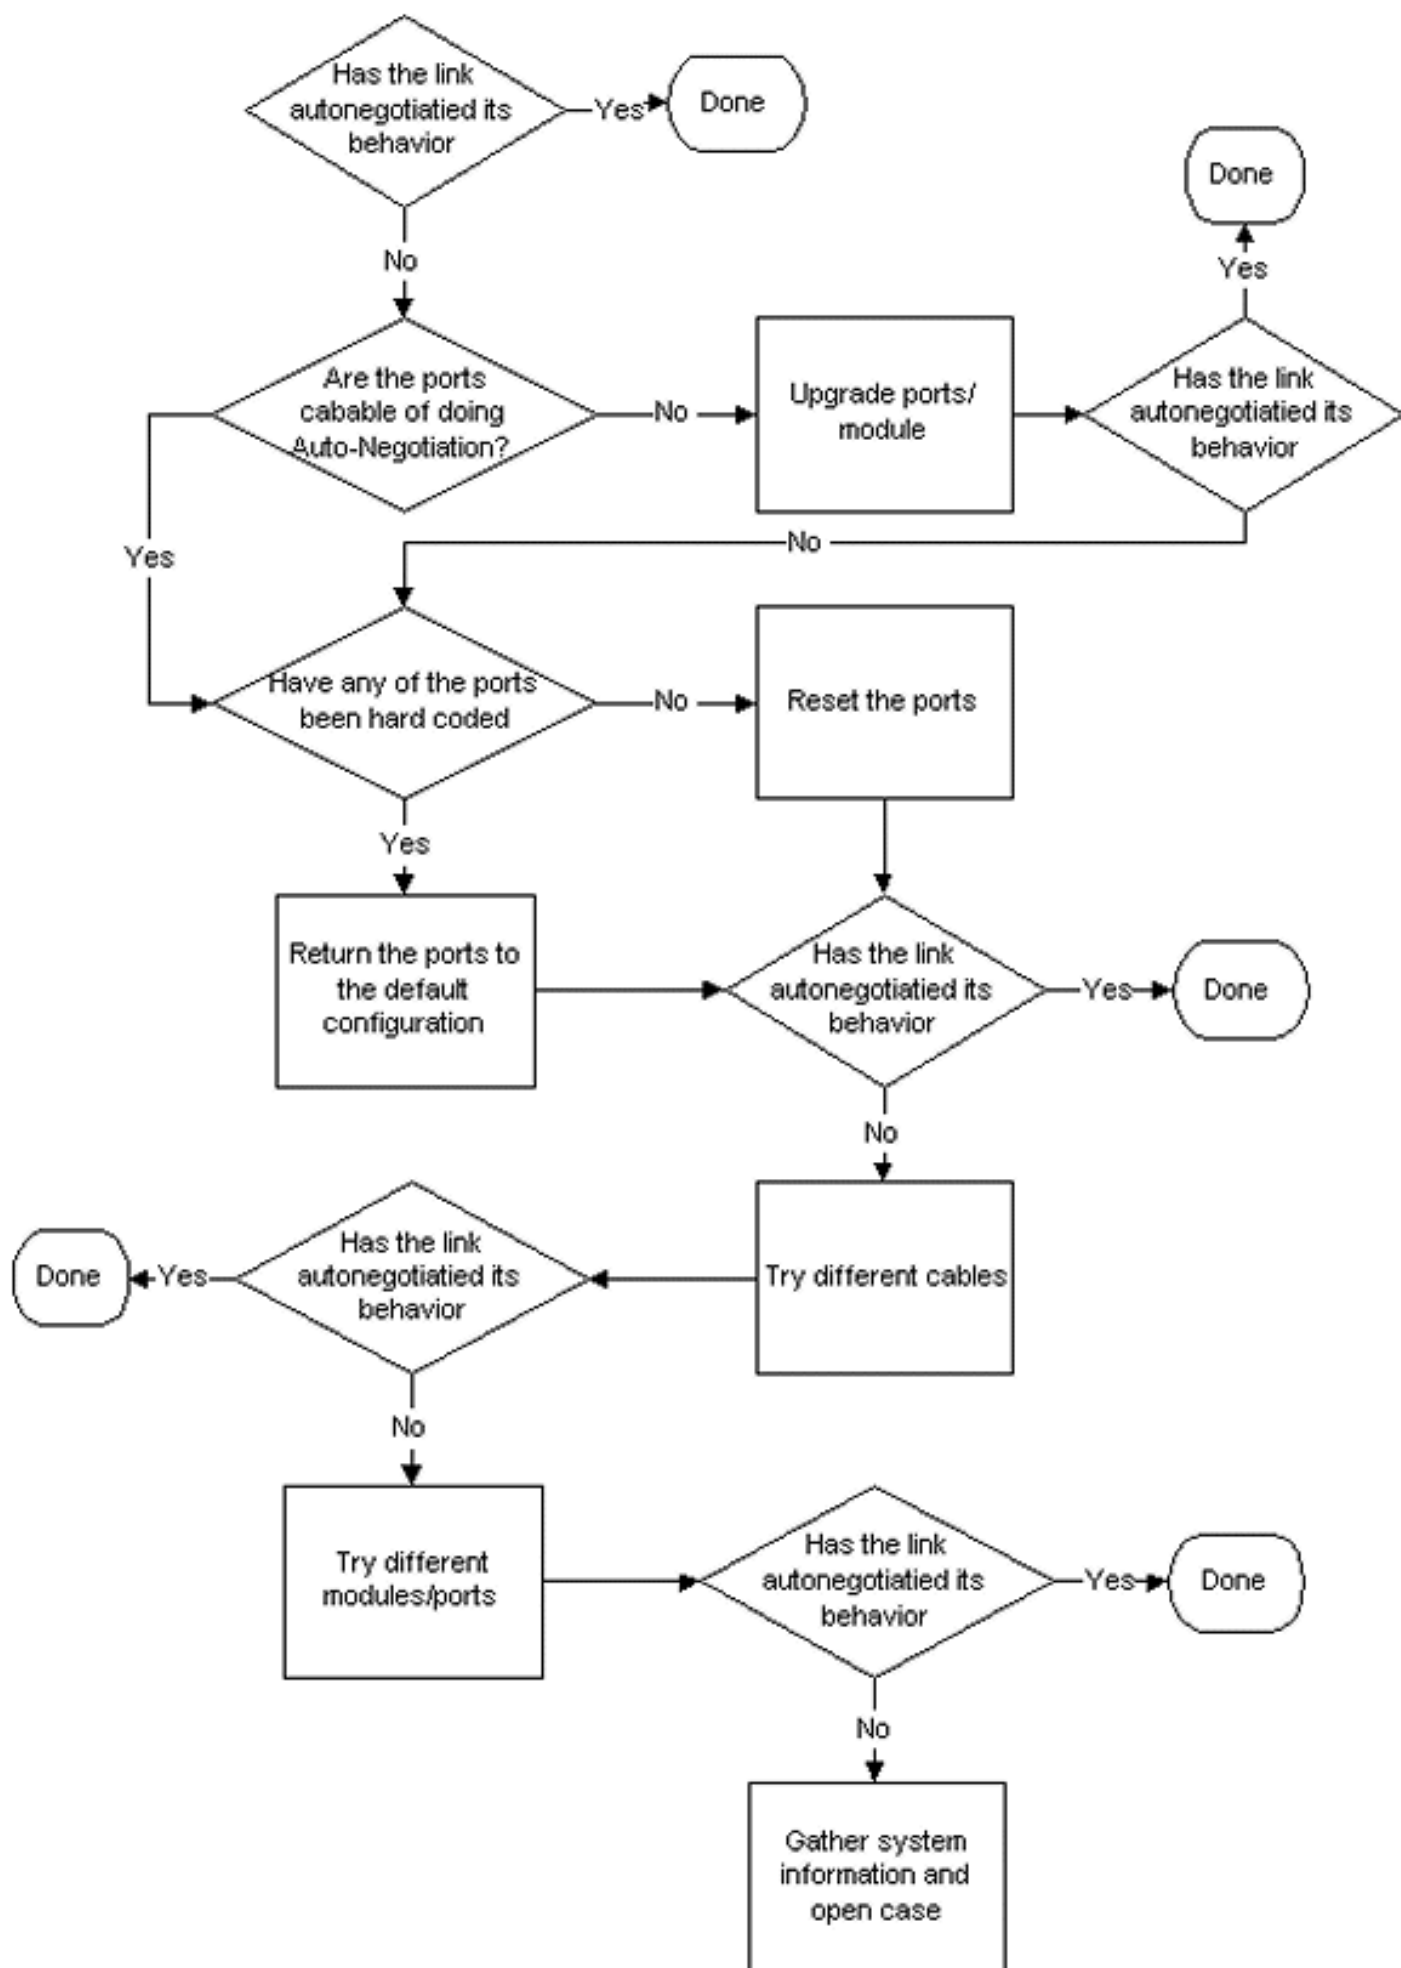 Has the link
autonegotiatied its
behavior
Yes
Done
No
Done
Yes
Are the ports
cabable of doing
Auto-Negotiation?
No
Upgrade ports/
module
Has the link
autonegotiatied its
behavior
Yes
No
Have any of the ports
been hard coded
No
Reset the ports
Yes
Return the ports to
the default
configuration
Has the link
autonegotiatied its
behavior
Yes
Done
No
Try different cables
Has the link
autonegotiatied its
behavior
Yes
Done
No
Try different
modules/ports
Has the link
autonegotiatied its
behavior
Yes
Done
No
Gather system
information and
open case